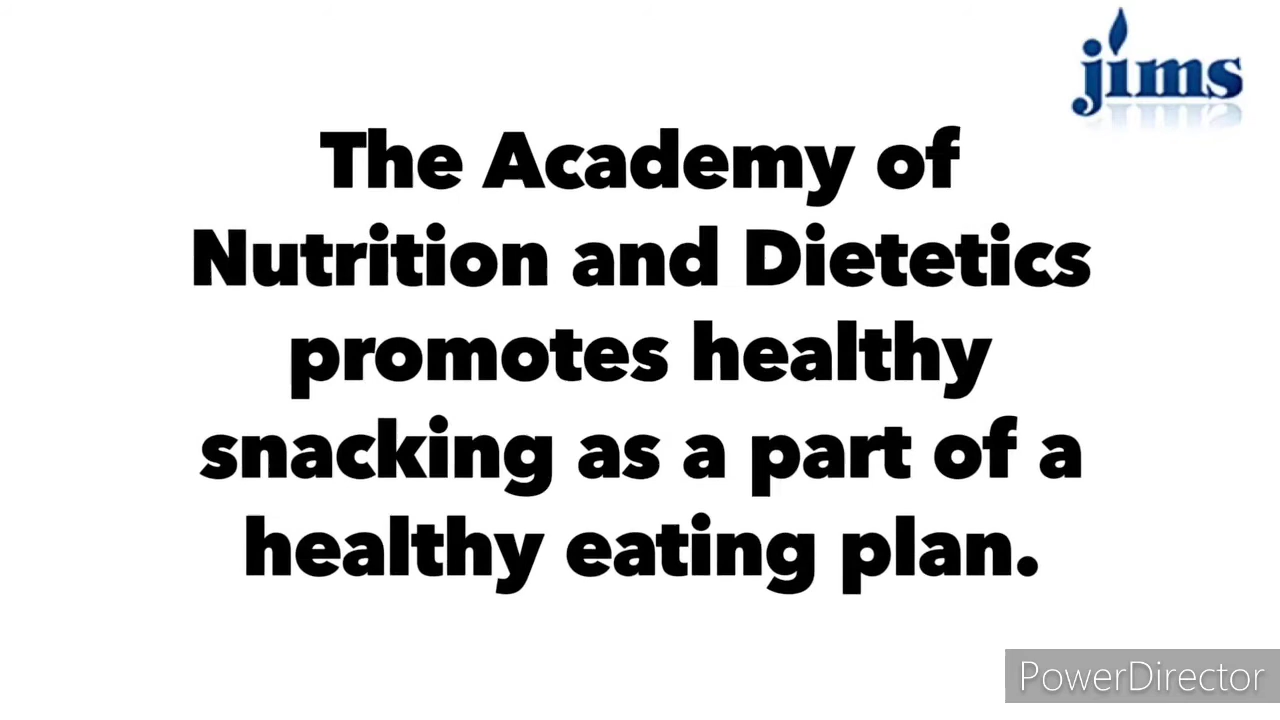 jims
The Academy of
Nutrition and Dietetics
promotes healthy
snacking as a part of a
healthy eating plan.
PowerDirector